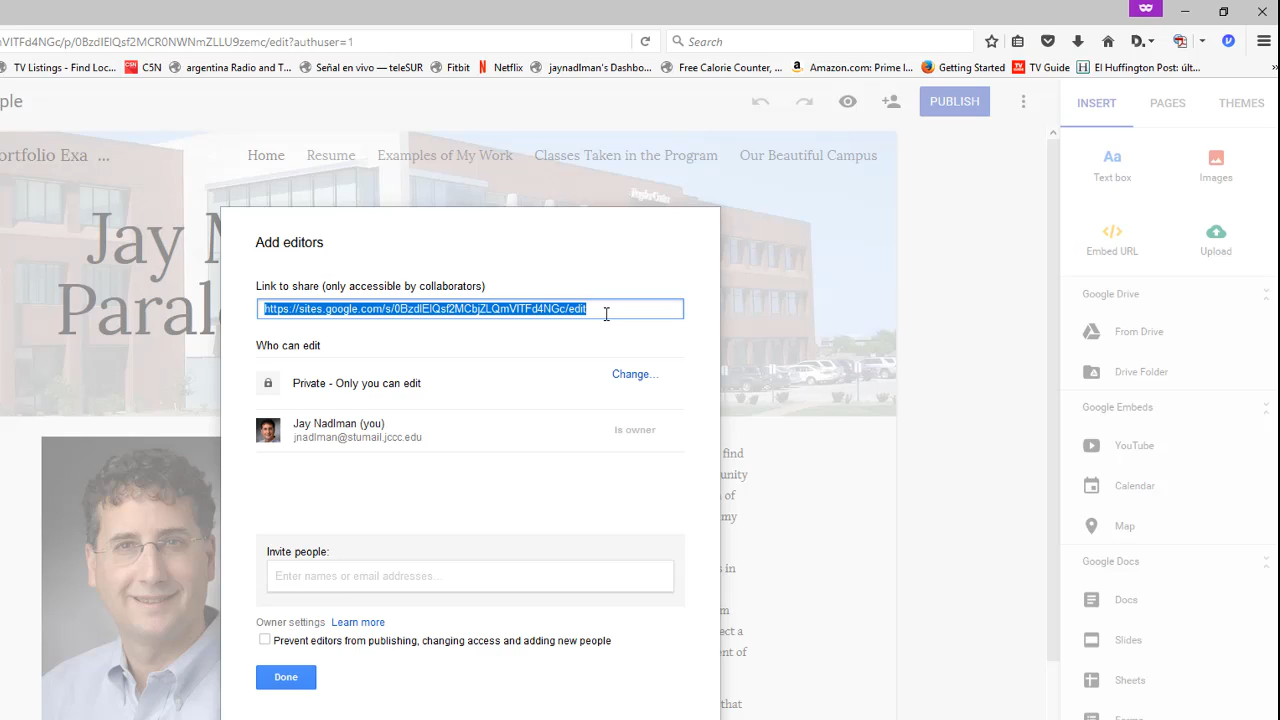 VITFd4NGc/p/0BzdIElQsf2MCR0NWNmZLLU9zemc/edit?authuser=1
Search
TV Listings - Find Loc...
C5N
argentina Radio and T...
Señal en vivo — teleSUR
Fitbit
Netflix
jaynadlman's Dashbo...
Free Calorie Counter, ...
Amazon.com: Prime I...
Getting Started
TV Guide
El Huffington Post: últ...
ple
PUBLISH
INSERT
PAGES
THEMES
ortfolio Exa ...
Home
Resume
Examples of My Work
Classes Taken in the Program
Our Beautiful Campus
Aa
Text box
Images
Embed URL
Upload
Jay
Paral
Add editors
Link to share (only accessible by collaborators)
https://sites.google.com/s/0BzdIElQsf2MCbjZLQmVITFd4NGc/edit
Who can edit
Private - Only you can edit
Change...
Jay Nadlman (you)
jnadlman@stumail.jccc.edu
Is owner
Invite people:
Enter names or email addresses...
Owner settings Learn more
Prevent editors from publishing, changing access and adding new people
Done
find
unity
of
my
s in
m
ect a
ent of
that
Google Drive
From Drive
Drive Folder
Google Embeds
YouTube
Calendar
Map
Google Docs
Docs
Slides
Sheets
Forms